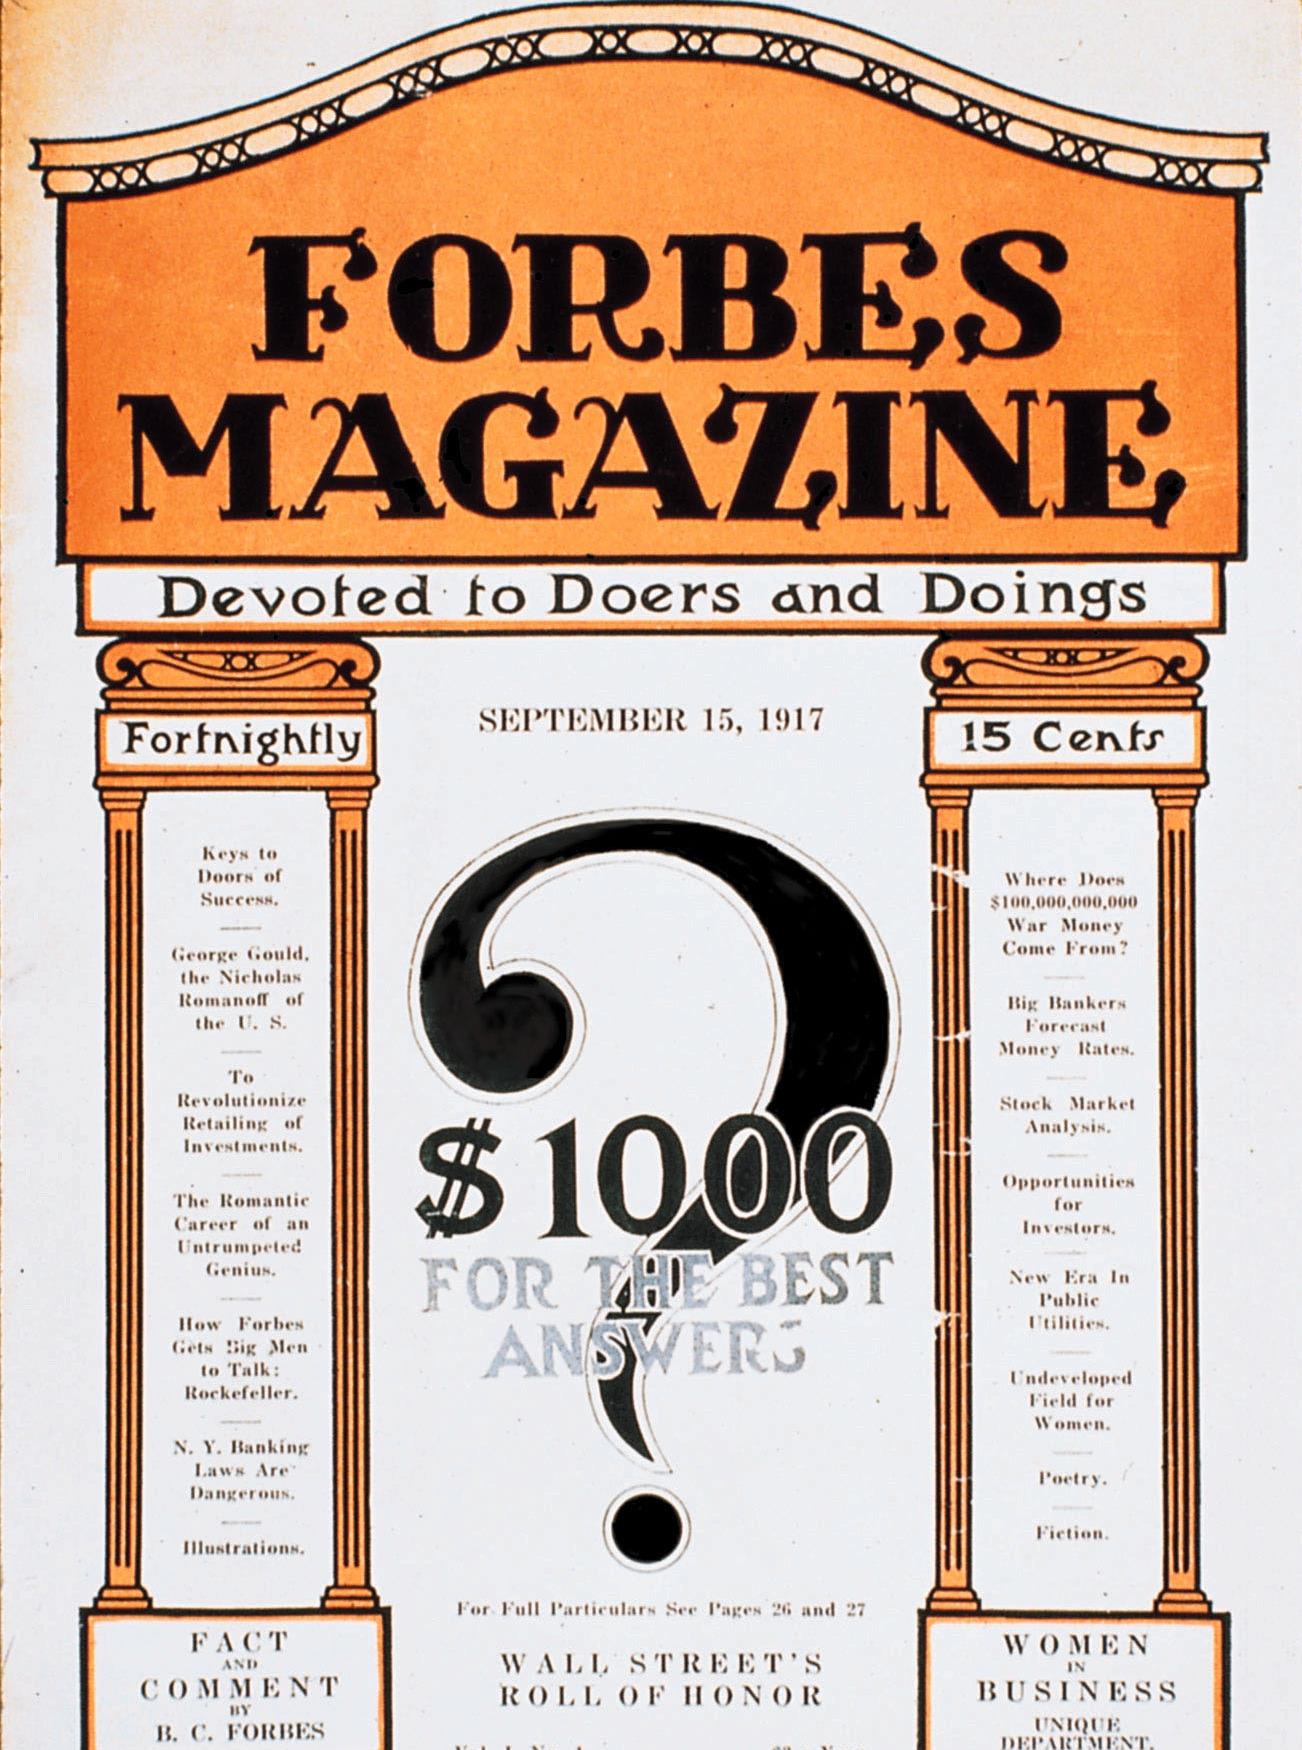 FORBES
MAGAZINE
Devoted to Doers and Doings
Fortnightly
SEPTEMBER 15, 1917
15 Cents
Keys to
Doors of
Success.
George Gould,
the Nicholas
Romanoff of
the U. S.
To
Revolutionize
Retailing of
Investments.
The Romantic
Career of an
Untrumpeted
Genius.
How Forbes
Gets Big Men
to Talk:
Rockefeller.
N. Y. Banking
Laws Are
Dangerous.
Illustrations.
?
$1000
FOR THE BEST
ANSWERS
For Full Particulars See Pages 26 and 27
WALL STREET'S
ROLL OF HONOR
Where Does
$100,000,000,000
War Money
Come From?
Big Bankers
Forecast
Money Rates.
Stock Market
Analysis.
Opportunities
for
Investors.
New Era In
Public
Utilities.
Undeveloped
Field for
Women.
Poetry.
Fiction.
FACT
AND
COMMENT
BY
B. C. FORBES
WOMEN
IN
BUSINESS
UNIQUE
DEPARTMENT.